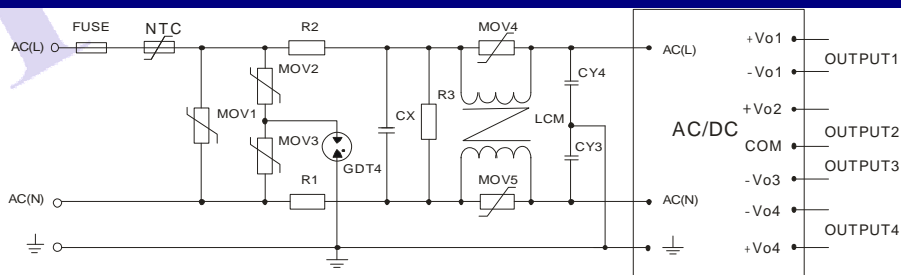 FUSE
NTC
R2
MOV4
AC(L)
AC(L)
+Vo1
OUTPUT1
-Vo1
MOV2
CY4
R3
MOV1
CX
LCM
+Vo2
AC/DC
OUTPUT2
COM
MOV3
GDT4
CY3
OUTPUT3
-Vo3
R1
MOV5
AC(N)
AC(N)
-Vo4
OUTPUT4
+Vo4